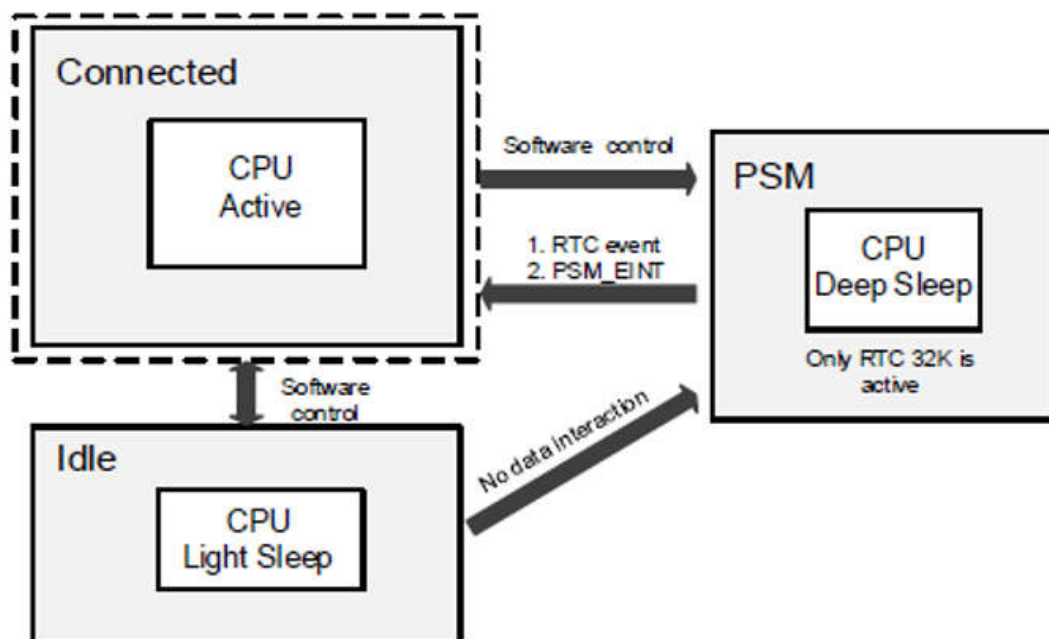 Connected
CPU
Active
Software control
1. RTC event
2. PSM_EINT
PSM
CPU
Deep Sleep
Only RTC 32K is
active
Software
control
No data interaction
Idle
CPU
Light Sleep